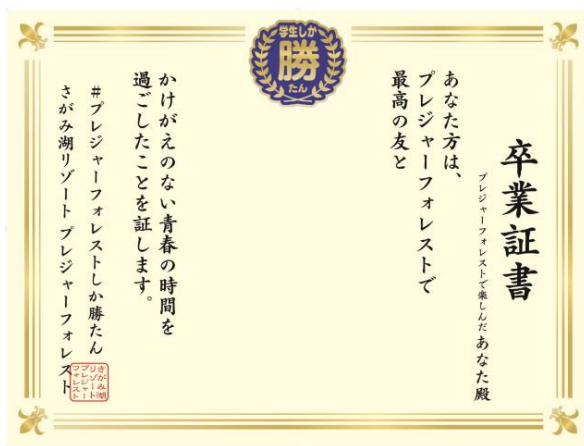 学生しか
勝
たん
卒業証書
プレジャーフォレストで楽しんだ あなた殿
あなた方は、
プレジャーフォレストで
最高の友と
かけがえのない青春の時間を
過ごしたことを証します。
#プレジャーフォレストしか勝たん
さがみ湖リゾート プレジャーフォレスト
さがみ湖
リゾート
プレジャー
フォレスト